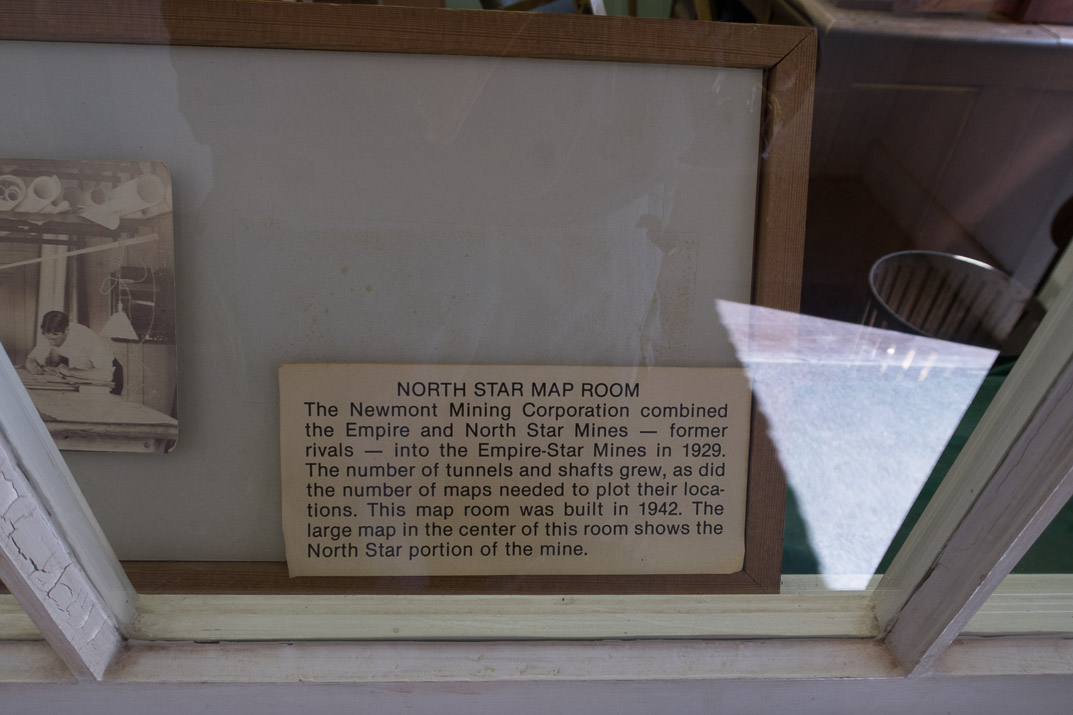 NORTH STAR MAP ROOM
The Newmont Mining Corporation combined
the Empire and North Star Mines — former
rivals — into the Empire-Star Mines in 1929.
The number of tunnels and shafts grew, as did
the number of maps needed to plot their loca-
tions. This map room was built in 1942. The
large map in the center of this room shows the
North Star portion of the mine.